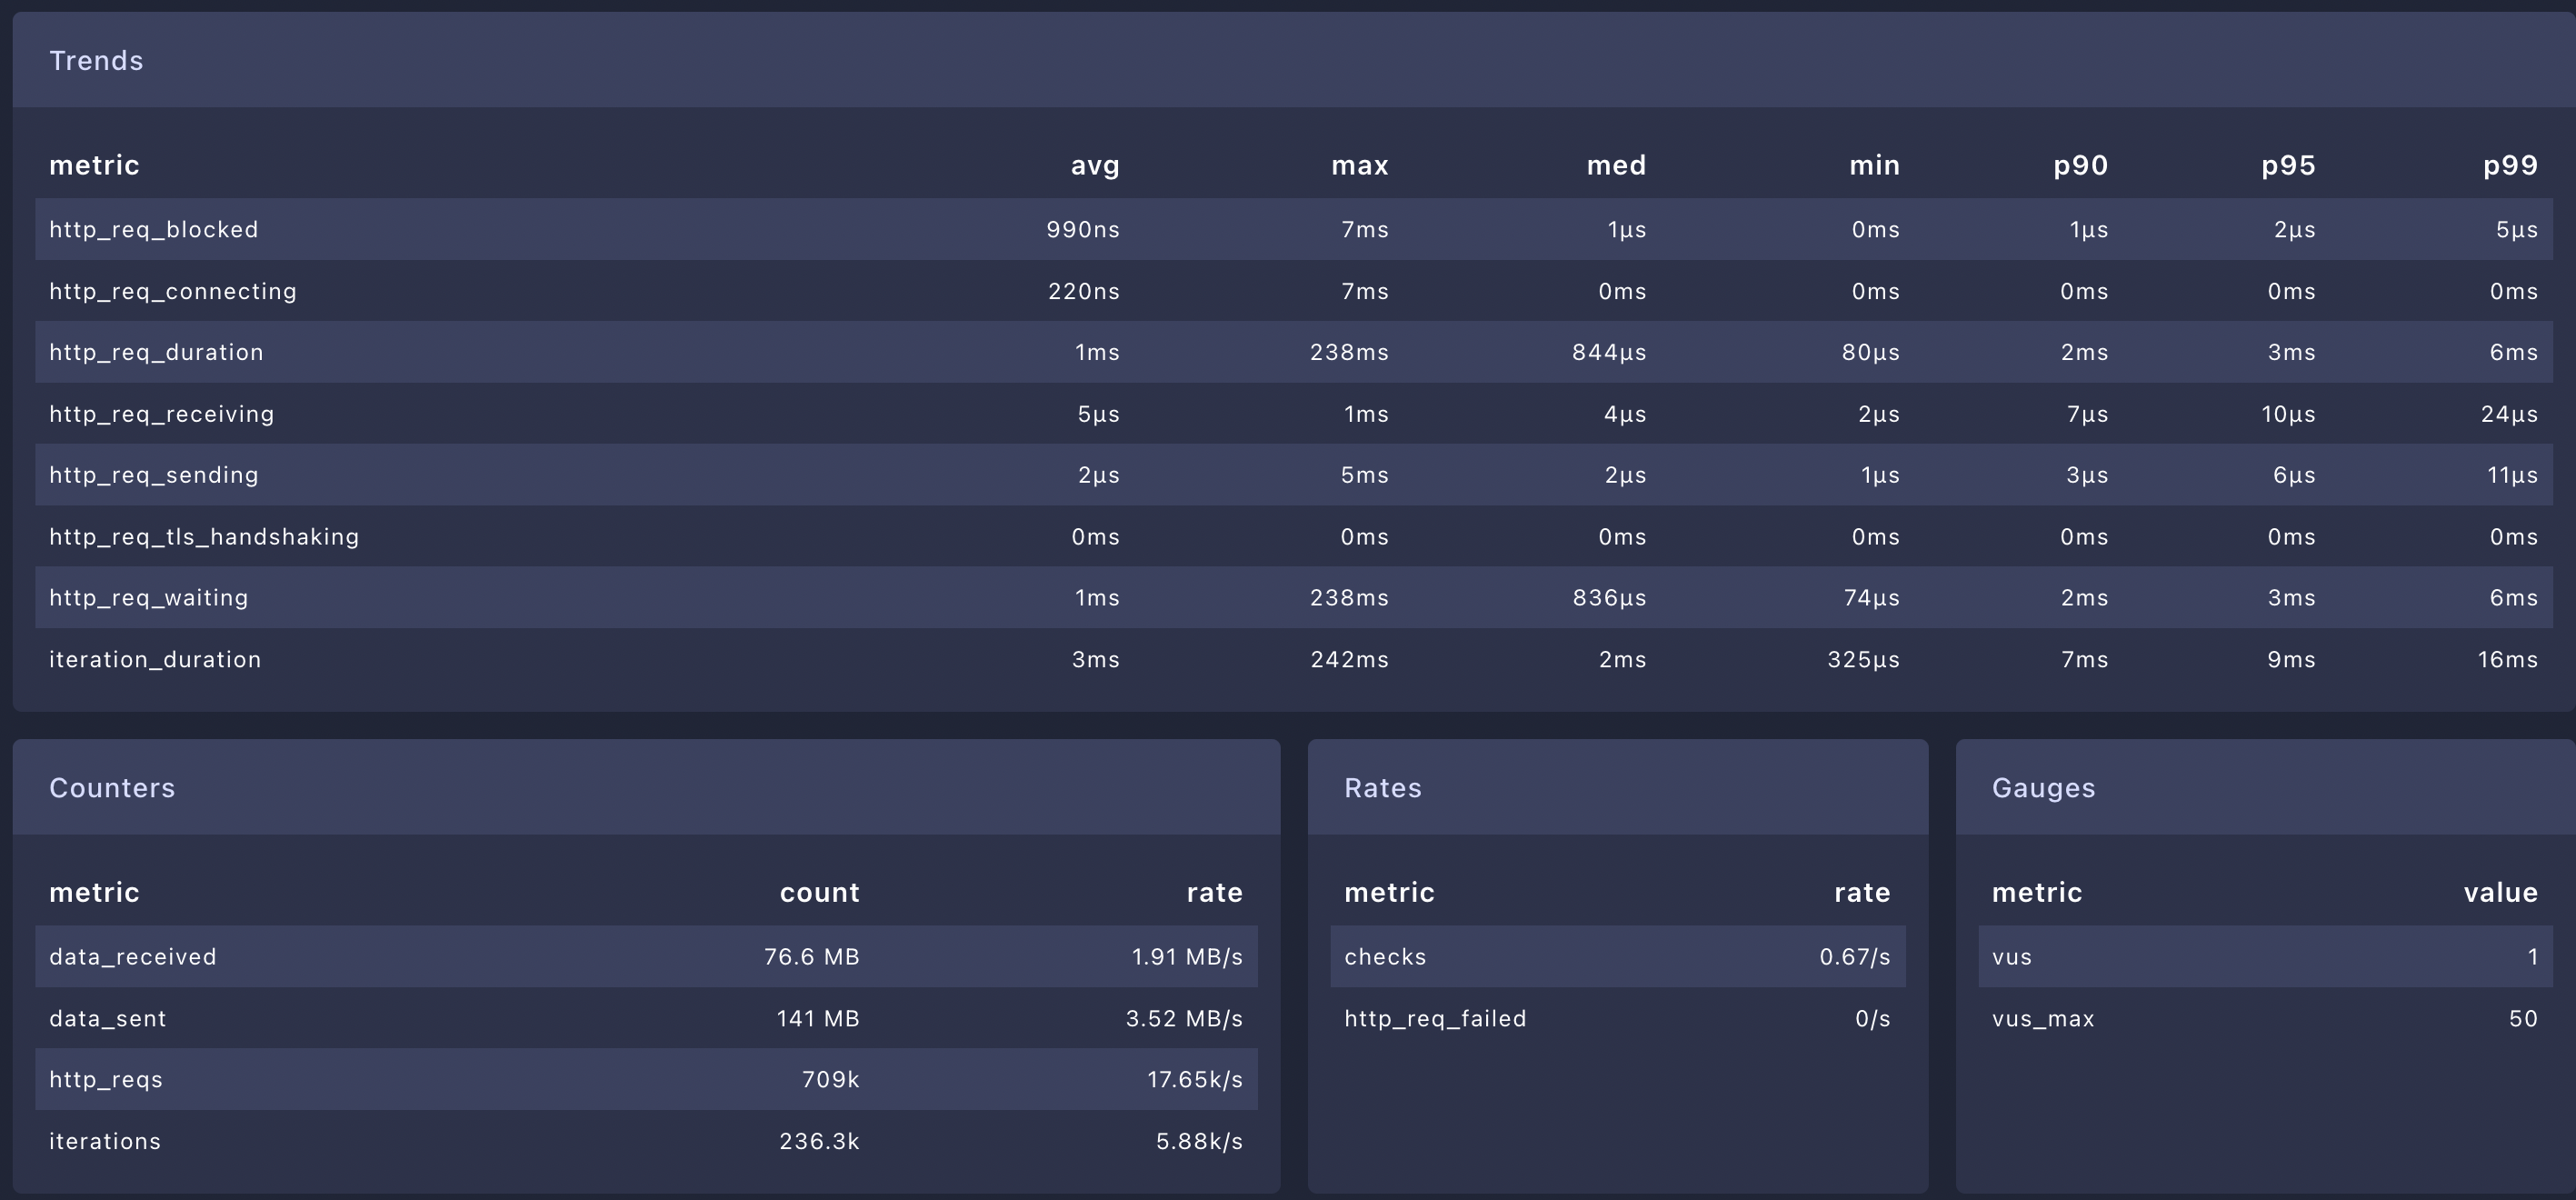 Trends
metric avg max med min p90 p95 p99
http_req_blocked 990ns 7ms 1µs 0ms 1µs 2µs 5µs
http_req_connecting 220ns 7ms 0ms 0ms 0ms 0ms 0ms
http_req_duration 1ms 238ms 844µs 80µs 2ms 3ms 6ms
http_req_receiving 5µs 1ms 4µs 2µs 7µs 10µs 24µs
http_req_sending 2µs 5ms 2µs 1µs 3µs 6µs 11µs
http_req_tls_handshaking 0ms 0ms 0ms 0ms 0ms 0ms 0ms
http_req_waiting 1ms 238ms 836µs 74µs 2ms 3ms 6ms
iteration_duration 3ms 242ms 2ms 325µs 7ms 9ms 16ms
Counters
metric count rate
data_received 76.6 MB 1.91 MB/s
data_sent 141 MB 3.52 MB/s
http_reqs 709k 17.65k/s
iterations 236.3k 5.88k/s
Rates
metric rate
checks 0.67/s
http_req_failed 0/s
Gauges
metric value
vus 1
vus_max 50